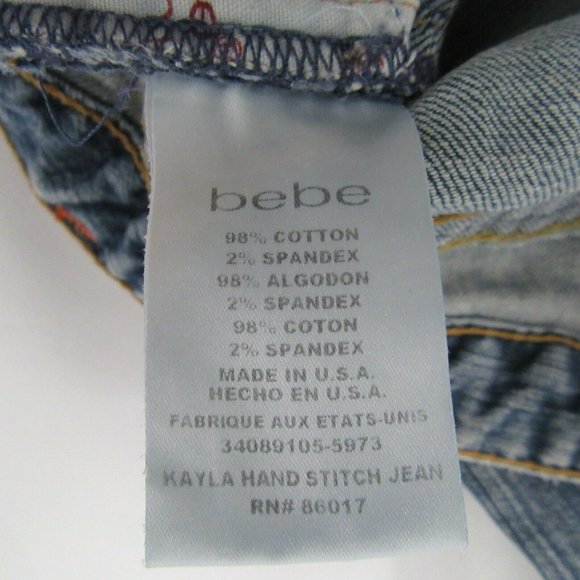 bebe
98% COTTON
2% SPANDEX
98% ALGODON
2% SPANDEX
98% COTON
2% SPANDEX
MADE IN U.S.A.
HECHO EN U.S.A.
FABRIQUE AUX ETATS-UNIS
34089105-5973
KAYLA HAND STITCH JEAN
RN# 86017